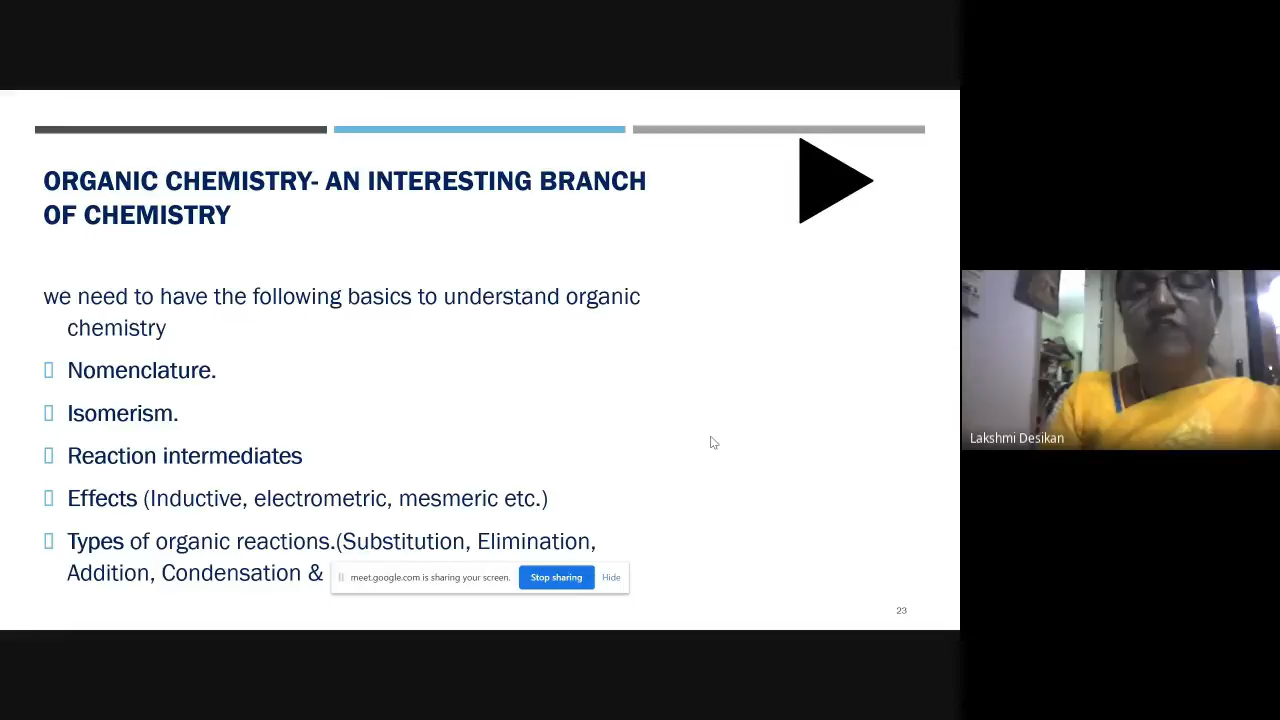 ORGANIC CHEMISTRY- AN INTERESTING BRANCH
OF CHEMISTRY
we need to have the following basics to understand organic
chemistry
Nomenclature.
Isomerism.
Reaction intermediates
Effects (Inductive, electrometric, mesmeric etc.)
Types of organic reactions.(Substitution, Elimination,
Addition, Condensation &
meet.google.com is sharing your screen. Stop sharing Hide
23
Lakshmi Desikan